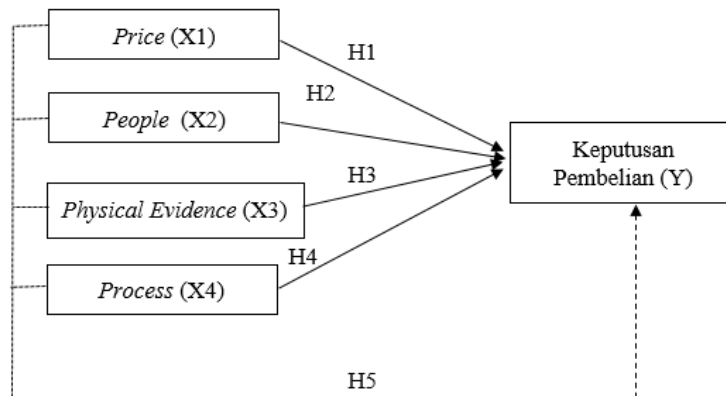 Price (X1)
H1
H2
People (X2)
Keputusan
Pembelian (Y)
H3
Physical Evidence (X3)
H4
Process (X4)
H5